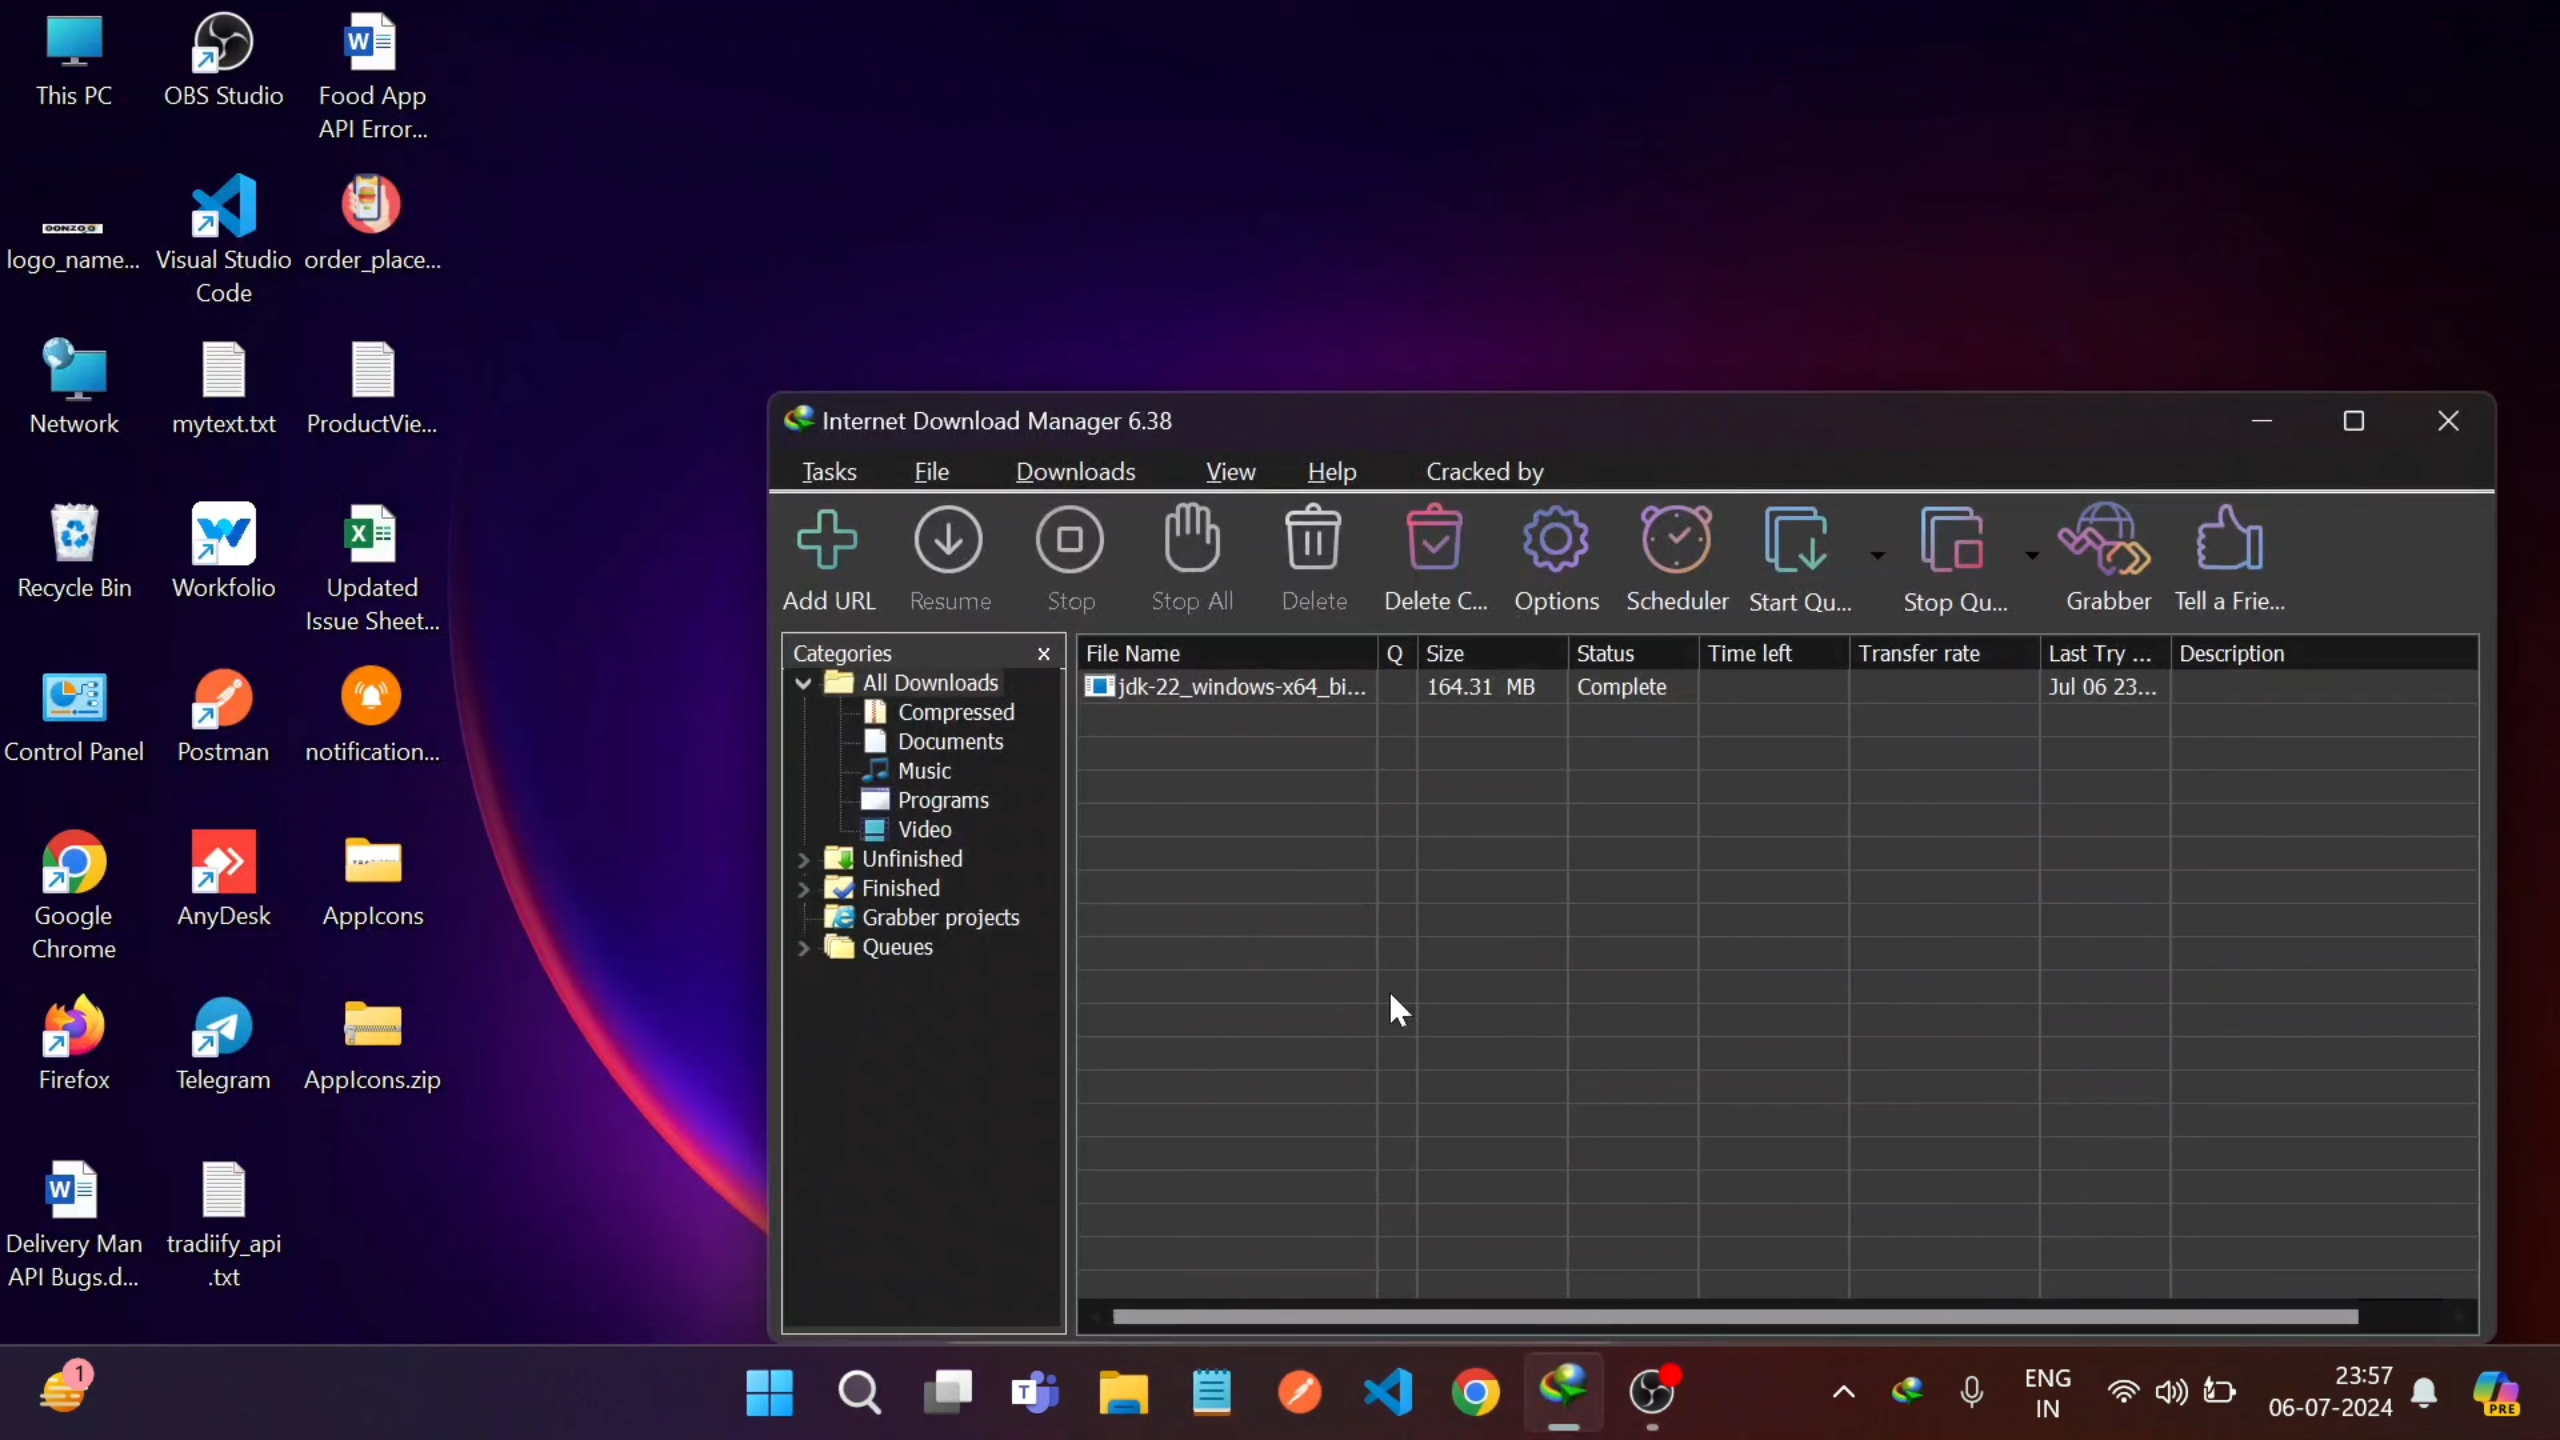 This PC
OBS Studio
Food App
API Error...
logo_name...
Visual Studio
Code
order_place...
Network
mytext.txt
ProductVie...
Recycle Bin
Workfolio
Updated
Issue Sheet...
Control Panel
Postman
notification...
Google
Chrome
AnyDesk
AppIcons
Firefox
Telegram
AppIcons.zip
Delivery Man
API Bugs.d...
tradiify_api
.txt
Internet Download Manager 6.38
Tasks File Downloads View Help Cracked by
Add URL Resume Stop Stop All Delete Delete C... Options Scheduler Start Qu... Stop Qu... Grabber Tell a Frie...
Categories x
All Downloads
Compressed
Documents
Music
Programs
Video
Unfinished
Finished
Grabber projects
Queues
File Name Q Size Status Time left Transfer rate Last Try ... Description
jdk-22_windows-x64_bi... 164.31 MB Complete Jul 06 23...
1
T
ENG
IN
23:57
06-07-2024
PRE